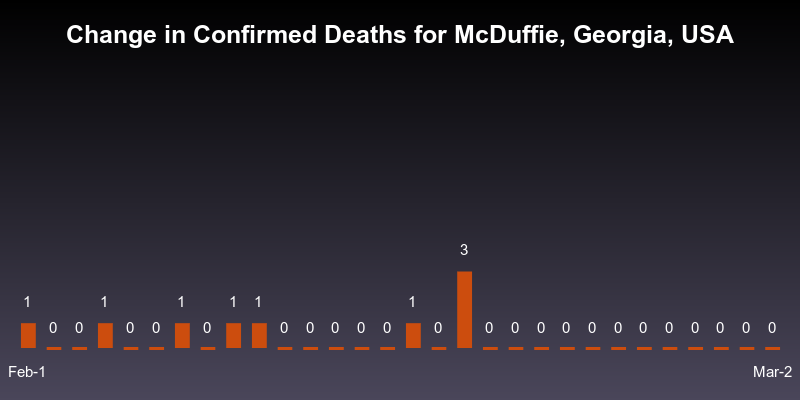 Change in Confirmed Deaths for McDuffie, Georgia, USA
3
1 1 1 1 1 1
0 0 0 0 0 0 0 0 0 0 0 0 0 0 0 0 0 0 0 0 0 0 0
Feb-1 Mar-2